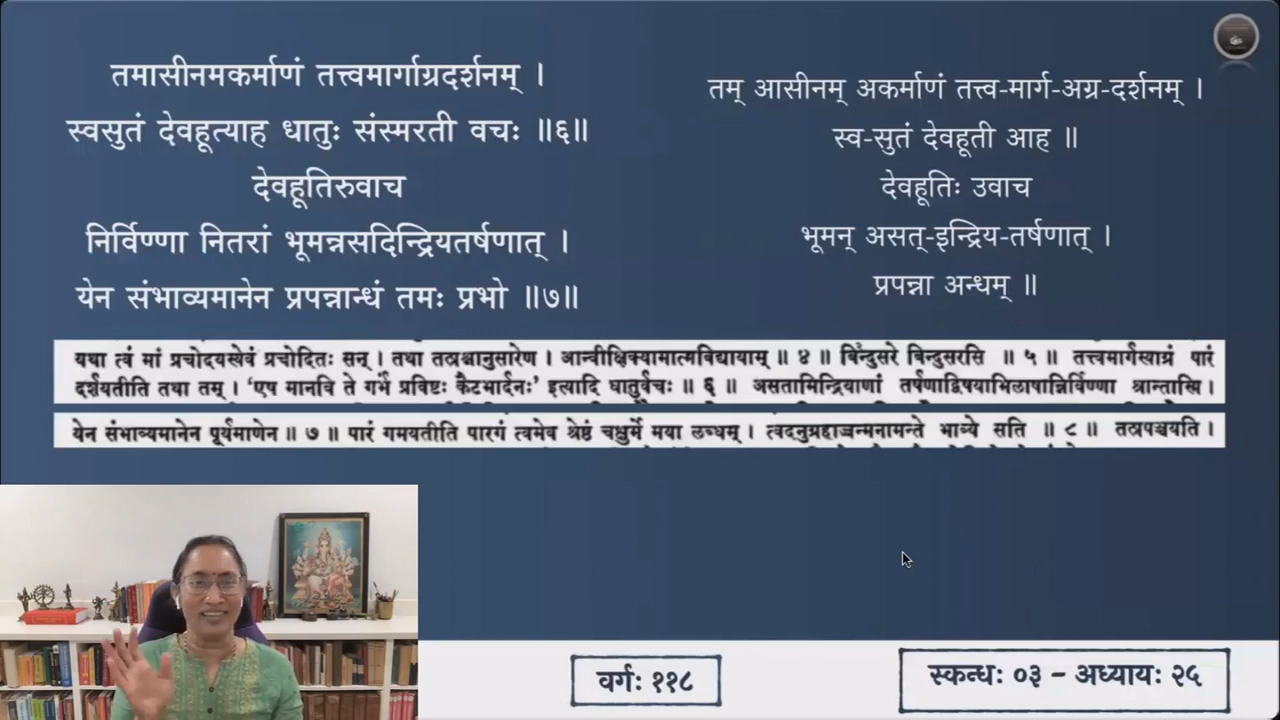 तमासीनमकर्माणं तत्त्वमार्गाग्रदर्शनम् ।
स्वसुतं देवहूत्याह धातुः संस्मरती वचः ॥६॥
देवहूतिरुवाच
निर्विण्णा नितरां भूमन्नसदिन्द्रियतर्षणात् ।
येन संभाव्यमानेन प्रपन्नान्धं तमः प्रभो ॥७॥
तम् आसीनम् अकर्माणं तत्त्व-मार्ग-अग्र-दर्शनम् ।
स्व-सुतं देवहूती आह ॥
देवहूतिः उवाच
भूमन् असत्-इन्द्रिय-तर्षणात् ।
प्रपन्ना अन्धम् ॥
यथा त्वं मां प्रचोदयस्येवं प्रचोदितः सन् । तथा तत्प्रश्नानुसारेण । आन्वीक्षिक्यामात्मविद्यायाम् ॥ ४ ॥ बिन्दुसरे बिन्दुसरसि ॥ ५ ॥ तत्त्वमार्गस्याग्रं पारं
दर्शयतीति तथा तम् । ‘एष मानवि ते गर्भं प्रविष्टः कैटभार्दनः’ इत्यादि धातुर्वचः ॥ ६ ॥ असतामिन्द्रियाणां तर्षणाद्विषयाभिलाषान्निर्विण्णा श्रान्तास्मि ।
येन संभाव्यमानेन पूर्यमाणेन ॥ ७ ॥ पारं गमयतीति पारगं त्वमेव श्रेष्ठं चक्षुर्मे मया लब्धम् । त्वदनुग्रहाज्जन्मनामन्ते भाव्ये सति ॥ ८ ॥ तत्प्रपञ्चयति ।
वर्गः ११८
स्कन्धः ०३ – अध्यायः २५